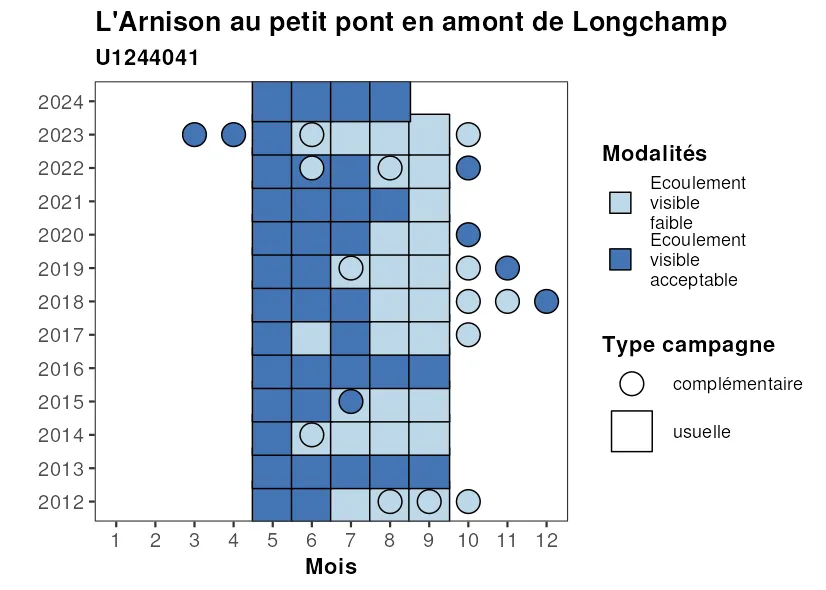 L'Arnison au petit pont en amont de Longchamp
U1244041
2024
2023
2022
2021
2020
2019
2018
2017
2016
2015
2014
2013
2012
1 2 3 4 5 6 7 8 9 10 11 12
Mois
Modalités
Ecoulement
visible
faible
Ecoulement
visible
acceptable
Type campagne
complémentaire
usuelle